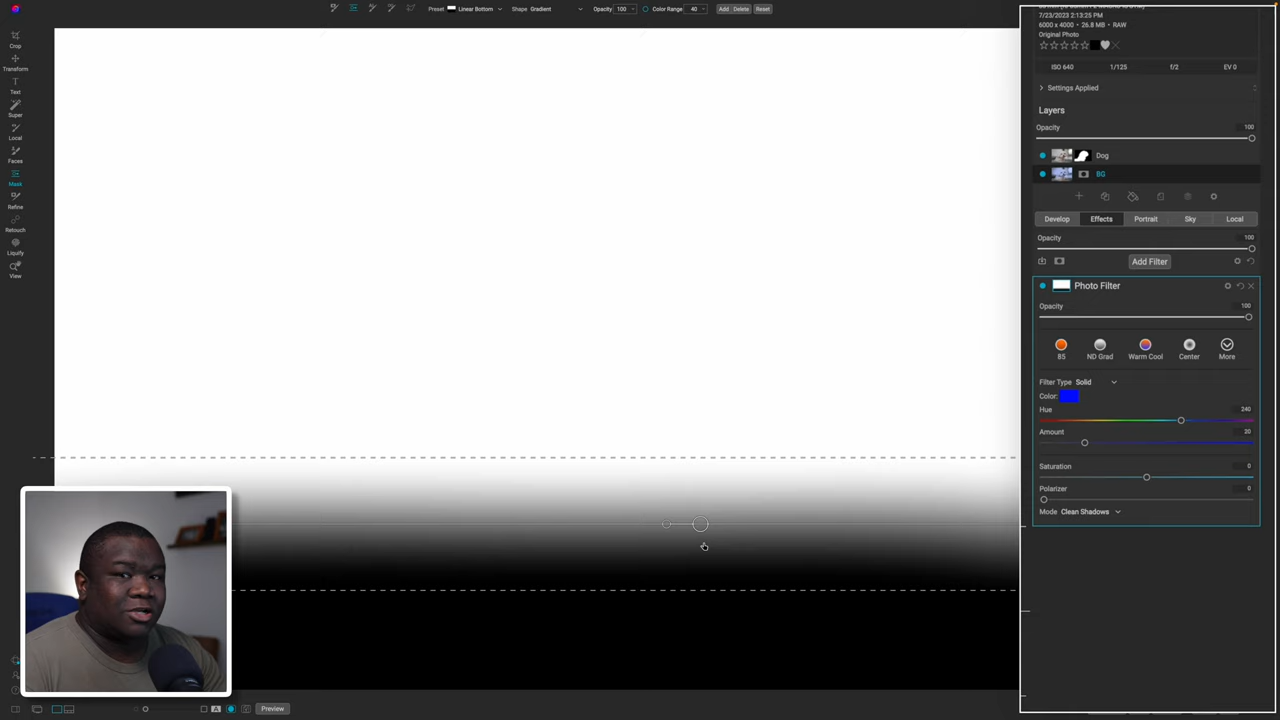 Preset Linear Bottom Shape Gradient Opacity 100 Color Range 40 Add Delete Reset
Crop
Transform
Text
Super
Local
Faces
Mask
Refine
Retouch
Liquify
View
A
Preview
7/23/2023 2:13:25 PM
6000 x 4000 • 26.8 MB • RAW
Original Photo
ISO 640 1/125 f/2 EV 0
Settings Applied
Layers
Opacity 100
Dog
BG
Develop Effects Portrait Sky Local
Opacity 100
Add Filter
Photo Filter
Opacity 100
85 ND Grad Warm Cool Center More
Filter Type Solid
Color:
Hue 240
Amount 20
Saturation 0
Polarizer 0
Mode Clean Shadows